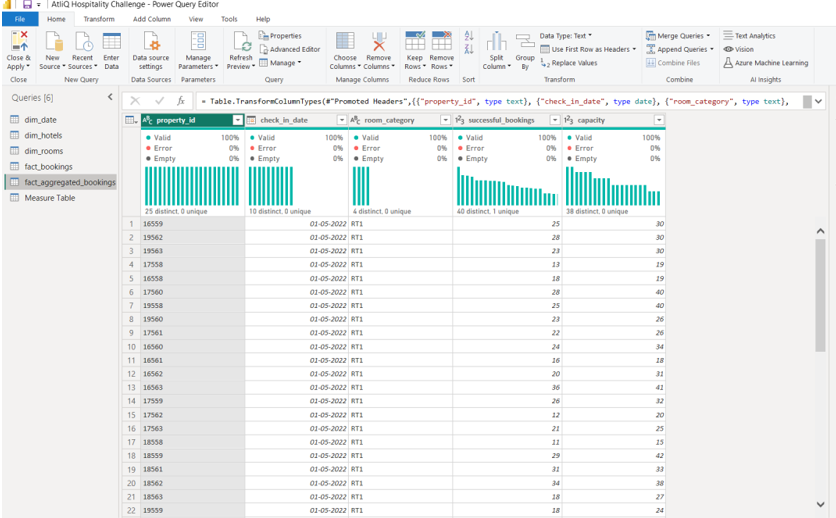 AtliQ Hospitality Challenge - Power Query Editor
File Home Transform Add Column View Tools Help
Close & Apply New Source Recent Sources Enter Data Data source settings Manage Parameters Refresh Preview Properties Advanced Editor Manage Choose Columns Remove Columns Keep Rows Remove Rows Split Column Group By Data Type: Text Use First Row as Headers Replace Values Merge Queries Append Queries Combine Files Text Analytics Vision Azure Machine Learning
Close New Query Data Sources Parameters Query Manage Columns Reduce Rows Sort Transform Combine AI Insights
Queries [6]
dim_date
dim_hotels
dim_rooms
fact_bookings
fact_aggregated_bookings
Measure Table
fx = Table.TransformColumnTypes(#"Promoted Headers",{{"property_id", type text}, {"check_in_date", type date}, {"room_category", type text},
property_id check_in_date room_category successful_bookings capacity
Valid 100% Valid 100% Valid 100% Valid 100% Valid 100%
Error 0% Error 0% Error 0% Error 0% Error 0%
Empty 0% Empty 0% Empty 0% Empty 0% Empty 0%
25 distinct, 0 unique 10 distinct, 0 unique 4 distinct, 0 unique 40 distinct, 1 unique 38 distinct, 0 unique
1 16559 01-05-2022 RT1 25 30
2 19562 01-05-2022 RT1 28 30
3 19563 01-05-2022 RT1 23 30
4 17558 01-05-2022 RT1 13 19
5 16558 01-05-2022 RT1 18 19
6 17560 01-05-2022 RT1 28 40
7 19558 01-05-2022 RT1 25 40
8 19560 01-05-2022 RT1 23 26
9 17561 01-05-2022 RT1 22 26
10 16560 01-05-2022 RT1 24 34
11 16561 01-05-2022 RT1 16 18
12 16562 01-05-2022 RT1 20 31
13 16563 01-05-2022 RT1 36 41
14 17559 01-05-2022 RT1 26 32
15 17562 01-05-2022 RT1 12 20
16 17563 01-05-2022 RT1 21 25
17 18558 01-05-2022 RT1 11 15
18 18559 01-05-2022 RT1 29 42
19 18561 01-05-2022 RT1 31 33
20 18562 01-05-2022 RT1 34 38
21 18563 01-05-2022 RT1 18 27
22 19559 01-05-2022 RT1 18 24